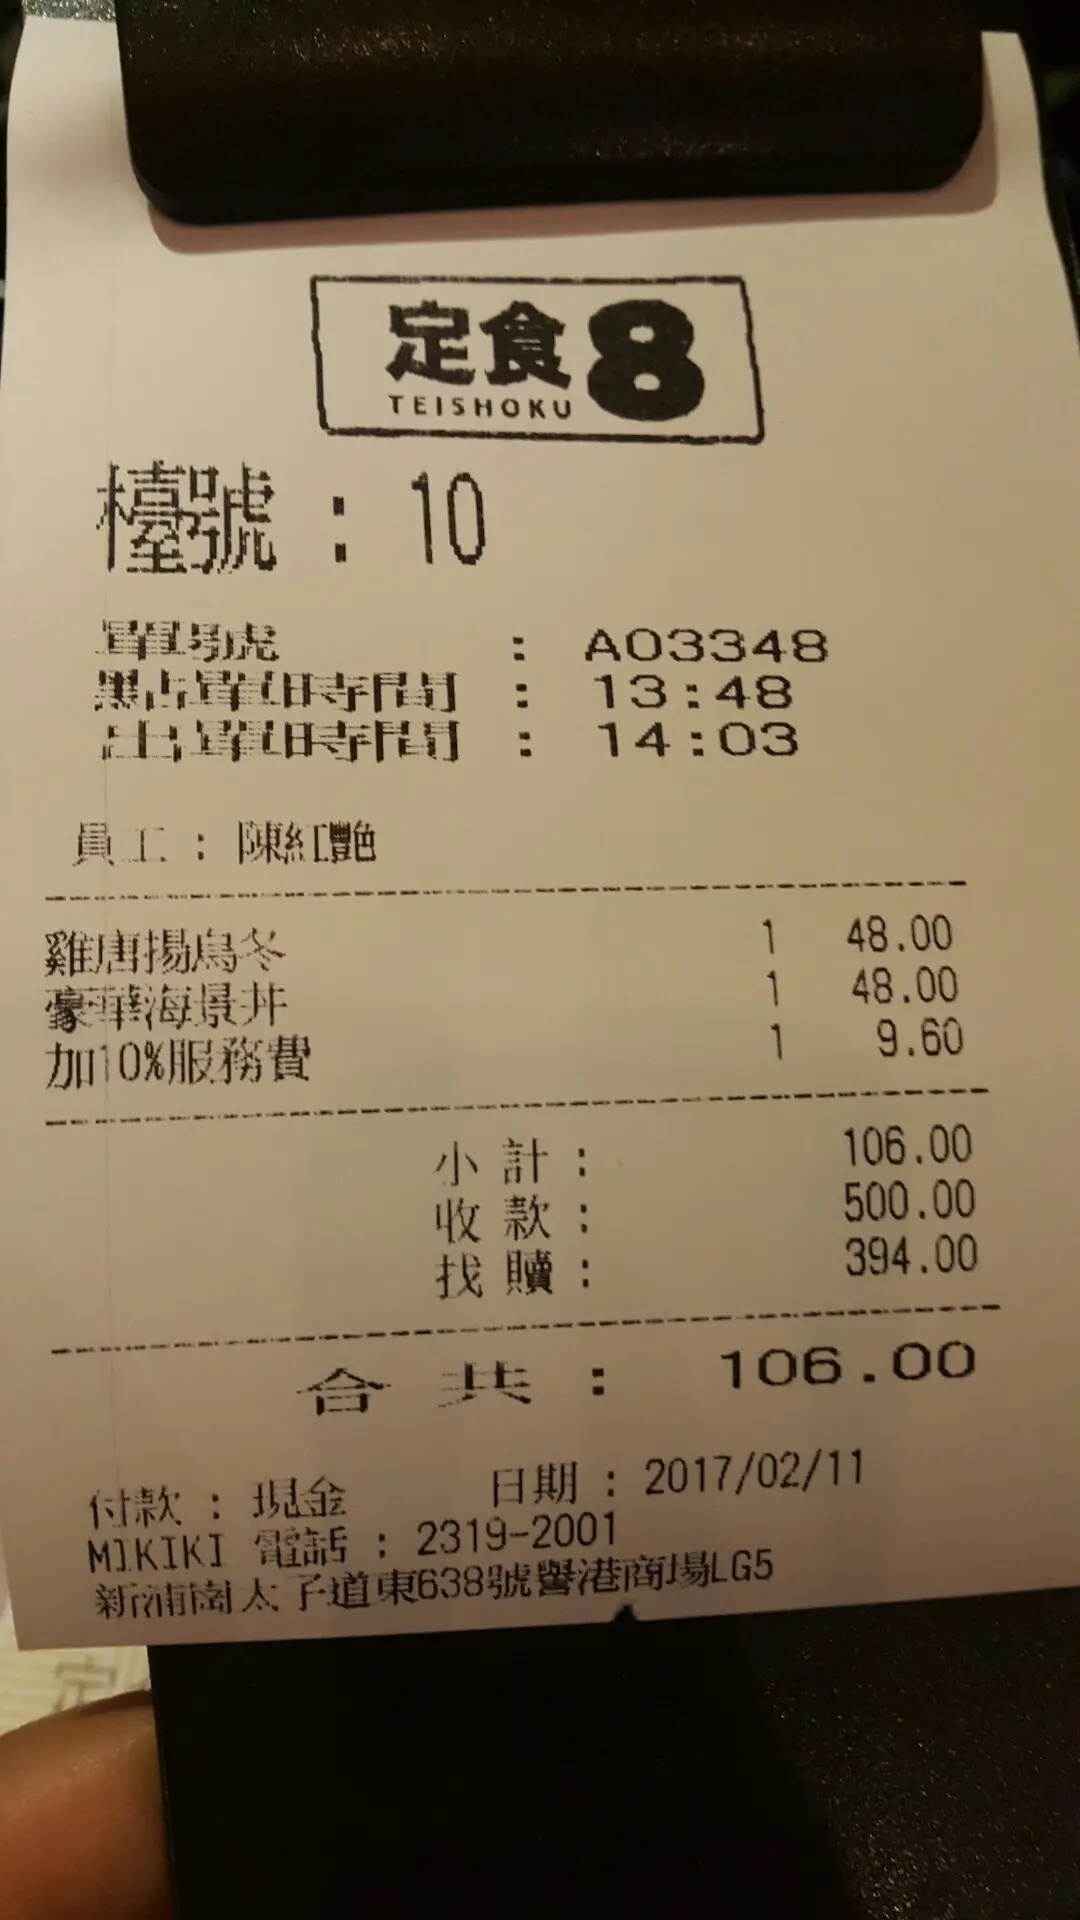 定食8
TEISHOKU
檯號 : 10
單號 : A03348
點單時間 : 13:48
出單時間 : 14:03
員工 : 陳紅艷
雞唐揚烏冬 1 48.00
豪華海景丼 1 48.00
加10%服務費 1 9.60
小計 : 106.00
收款 : 500.00
找贖 : 394.00
合共 : 106.00
付款 : 現金 日期 : 2017/02/11
MIKIKI 電話 : 2319-2001
新浦崗太子道東638號譽港商場LG5